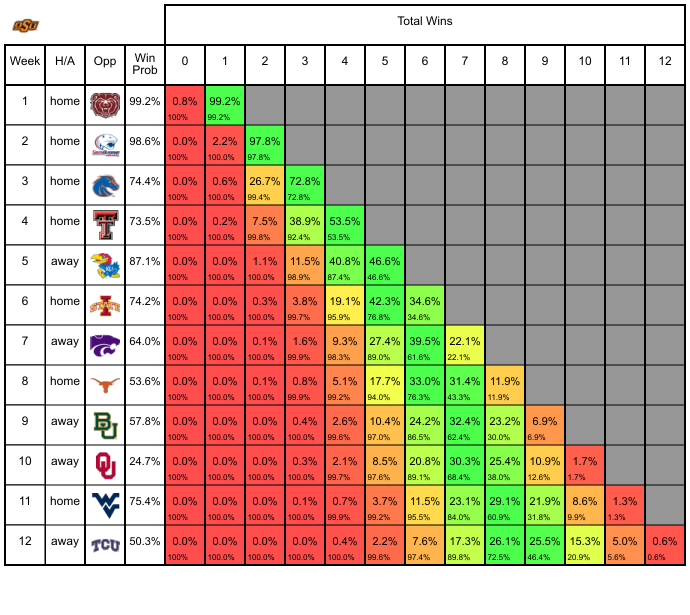 OSU
Total Wins
Week H/A Opp Win Prob 0 1 2 3 4 5 6 7 8 9 10 11 12
1 home 99.2% 0.8% 99.2%
100% 99.2%
2 home 98.6% 0.0% 2.2% 97.8%
100% 100.0% 97.8%
3 home 74.4% 0.0% 0.6% 26.7% 72.8%
100% 100.0% 99.4% 72.8%
4 home 73.5% 0.0% 0.2% 7.5% 38.9% 53.5%
100% 100.0% 99.8% 92.4% 53.5%
5 away KU 87.1% 0.0% 0.0% 1.1% 11.5% 40.8% 46.6%
100% 100.0% 100.0% 98.9% 87.4% 46.6%
6 home STATE 74.2% 0.0% 0.0% 0.3% 3.8% 19.1% 42.3% 34.6%
100% 100.0% 100.0% 99.7% 95.9% 76.8% 34.6%
7 away 64.0% 0.0% 0.0% 0.1% 1.6% 9.3% 27.4% 39.5% 22.1%
100% 100.0% 100.0% 99.9% 98.3% 89.0% 61.6% 22.1%
8 home 53.6% 0.0% 0.0% 0.1% 0.8% 5.1% 17.7% 33.0% 31.4% 11.9%
100% 100.0% 100.0% 99.9% 99.2% 94.0% 76.3% 43.3% 11.9%
9 away BU 57.8% 0.0% 0.0% 0.0% 0.4% 2.6% 10.4% 24.2% 32.4% 23.2% 6.9%
100% 100.0% 100.0% 100.0% 99.6% 97.0% 86.5% 62.4% 30.0% 6.9%
10 away OU 24.7% 0.0% 0.0% 0.0% 0.3% 2.1% 8.5% 20.8% 30.3% 25.4% 10.9% 1.7%
100% 100.0% 100.0% 100.0% 99.7% 97.6% 89.1% 68.4% 38.0% 12.6% 1.7%
11 home WV 75.4% 0.0% 0.0% 0.0% 0.1% 0.7% 3.7% 11.5% 23.1% 29.1% 21.9% 8.6% 1.3%
100% 100.0% 100.0% 100.0% 99.9% 99.2% 95.5% 84.0% 60.9% 31.8% 9.9% 1.3%
12 away TCU 50.3% 0.0% 0.0% 0.0% 0.0% 0.4% 2.2% 7.6% 17.3% 26.1% 25.5% 15.3% 5.0% 0.6%
100% 100.0% 100.0% 100.0% 100.0% 99.6% 97.4% 89.8% 72.5% 46.4% 20.9% 5.6% 0.6%